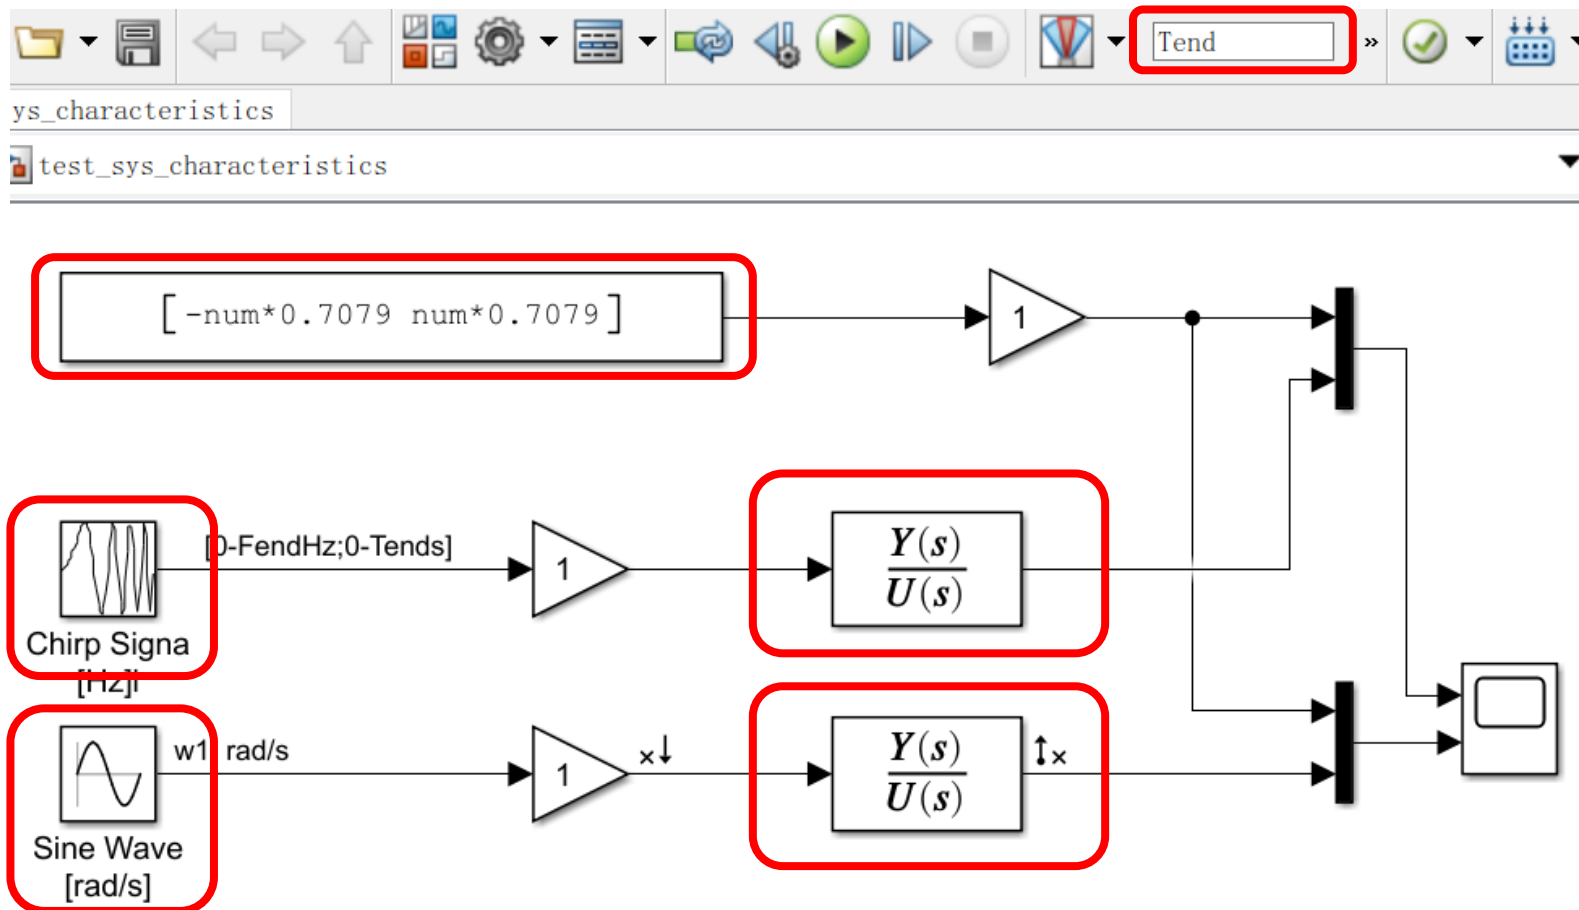 Tend
»
ys_characteristics
test_sys_characteristics
[-num*0.7079 num*0.7079]
1
[0-FendHz;0-Tends]
1
Y(s)
U(s)
Chirp Signa
[Hz]l
w1 rad/s
1
Y(s)
U(s)
Sine Wave
[rad/s]